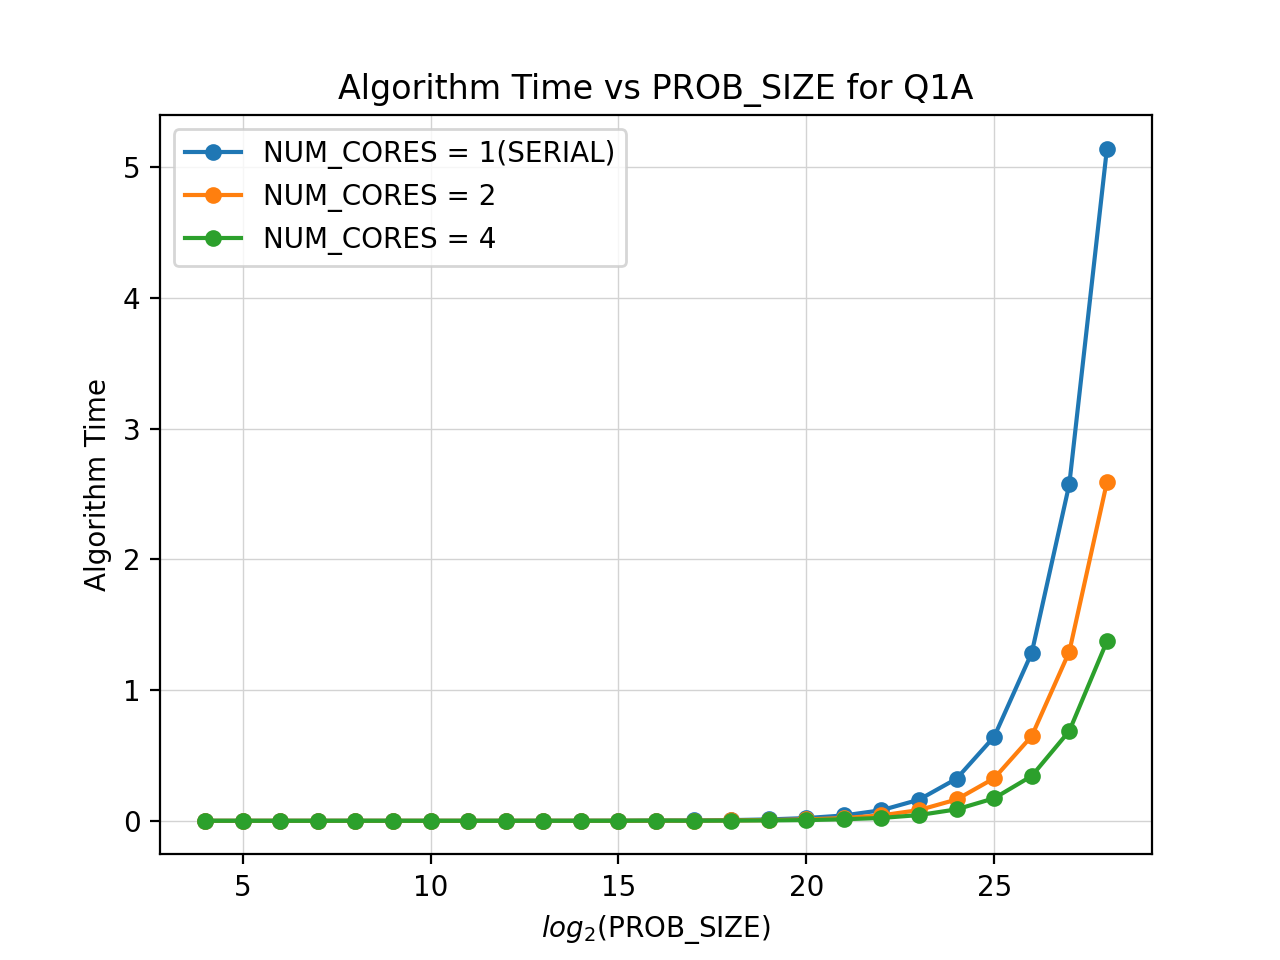 Algorithm Time vs PROB_SIZE for Q1A
NUM_CORES = 1(SERIAL)
NUM_CORES = 2
NUM_CORES = 4
Algorithm Time
5
4
3
2
1
0
5 10 15 20 25
log₂(PROB_SIZE)